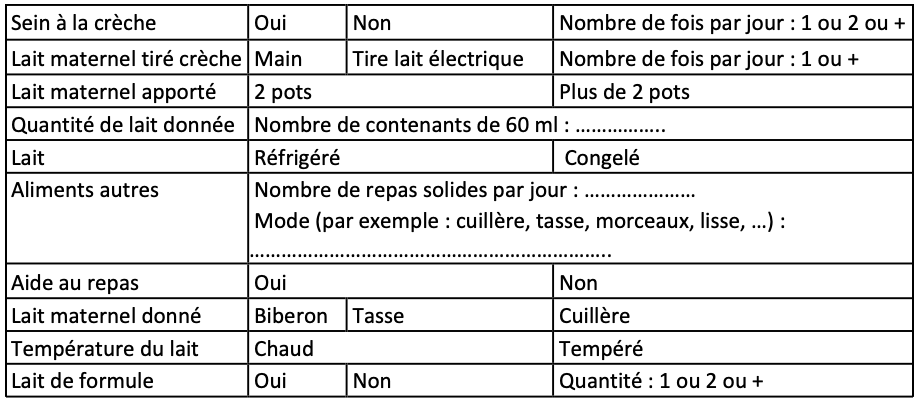 Sein à la crèche Oui Non Nombre de fois par jour : 1 ou 2 ou +
Lait maternel tiré crèche Main Tire lait électrique Nombre de fois par jour : 1 ou +
Lait maternel apporté 2 pots Plus de 2 pots
Quantité de lait donnée Nombre de contenants de 60 ml : ……………..
Lait Réfrigéré Congelé
Aliments autres Nombre de repas solides par jour : …………………
Mode (par exemple : cuillère, tasse, morceaux, lisse, …) :
…………………………………………………………..
Aide au repas Oui Non
Lait maternel donné Biberon Tasse Cuillère
Température du lait Chaud Tempéré
Lait de formule Oui Non Quantité : 1 ou 2 ou +